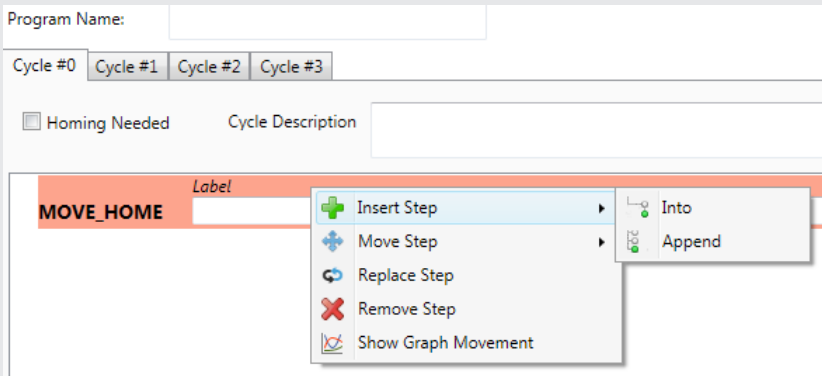 Program Name:
Cycle #0 Cycle #1 Cycle #2 Cycle #3
Homing Needed Cycle Description
Label
MOVE_HOME
Insert Step Into
Move Step Append
Replace Step
Remove Step
Show Graph Movement